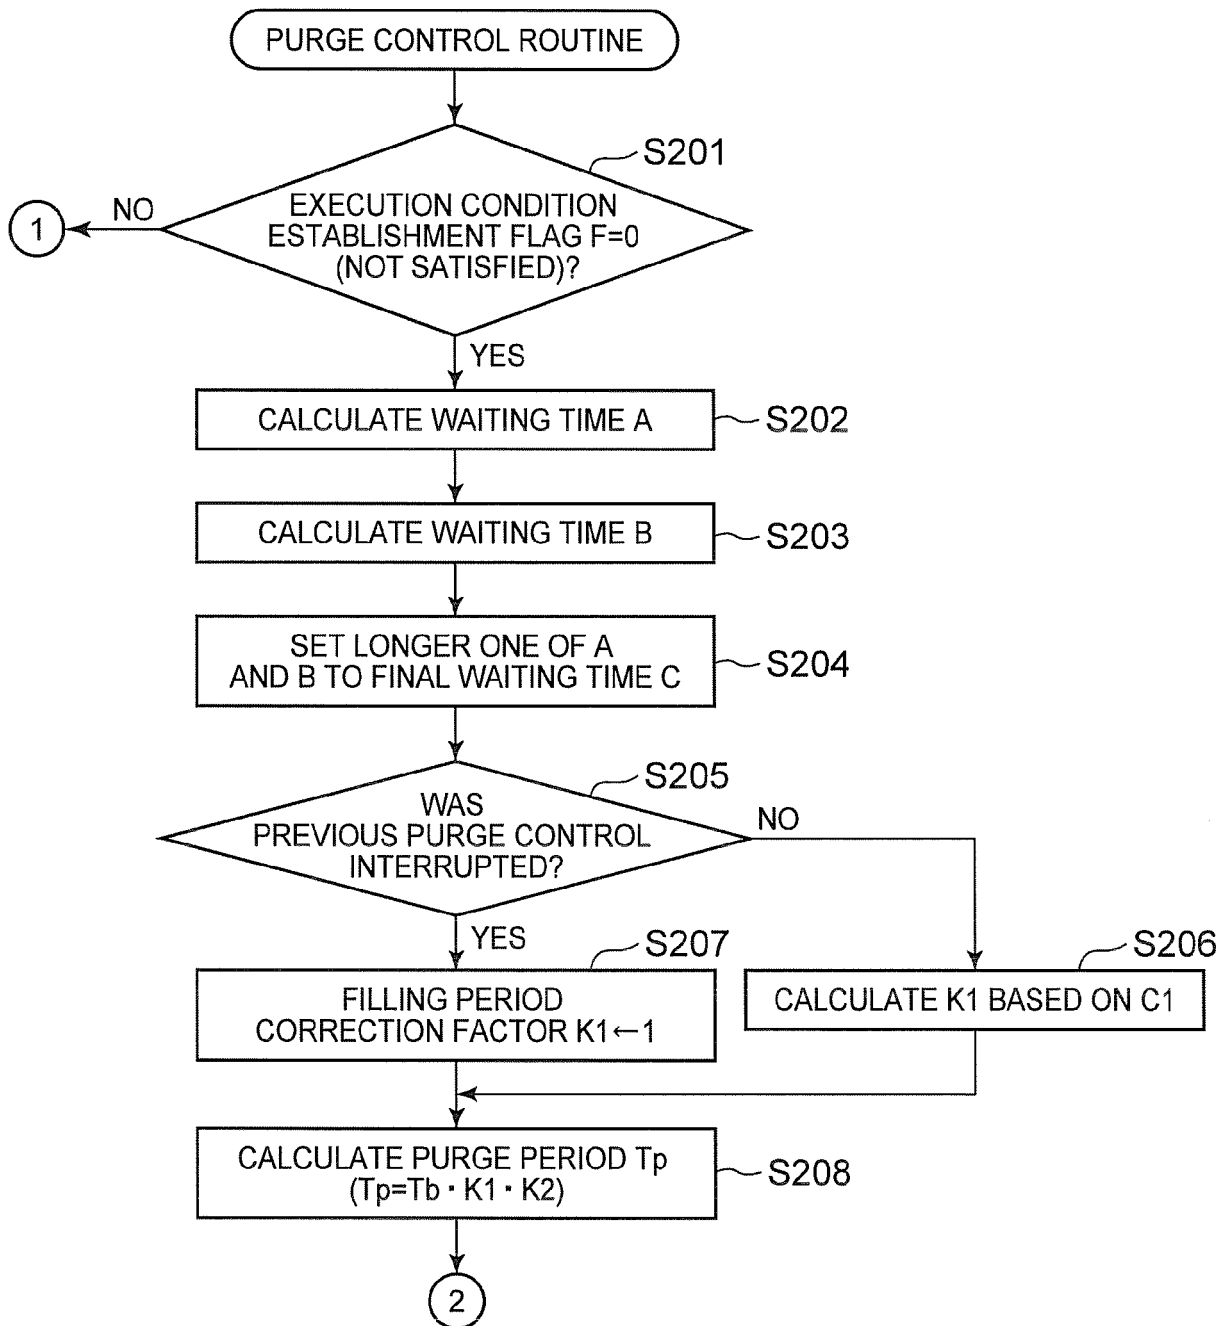 PURGE CONTROL ROUTINE
S201
EXECUTION CONDITION
ESTABLISHMENT FLAG F=0
(NOT SATISFIED)?
NO
1
YES
CALCULATE WAITING TIME A
S202
CALCULATE WAITING TIME B
S203
SET LONGER ONE OF A
AND B TO FINAL WAITING TIME C
S204
S205
WAS
PREVIOUS PURGE CONTROL
INTERRUPTED?
NO
YES
S207
FILLING PERIOD
CORRECTION FACTOR K1←1
S206
CALCULATE K1 BASED ON C1
CALCULATE PURGE PERIOD Tp
(Tp=Tb · K1 · K2)
S208
2